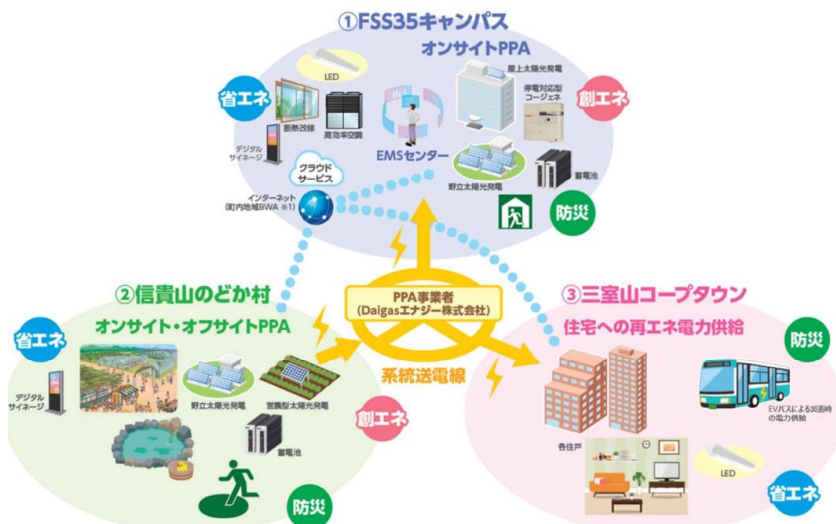 ①FSS35キャンパス
オンサイトPPA
省エネ
LED
断熱改修
高効率空調
デジタル
サイネージ
EMSセンター
屋上太陽光発電
停電対応型
コージェネ
創エネ
野立太陽光発電
蓄電池
防災
クラウド
サービス
インターネット
(町内地域BWA ※1)
PPA事業者
(Daigasエナジー株式会社)
系統送電線
②信貴山のどか村
オンサイト・オフサイトPPA
省エネ
デジタル
サイネージ
野立太陽光発電
営農型太陽光発電
蓄電池
創エネ
防災
③三室山コープタウン
住宅への再エネ電力供給
防災
各住戸
EVバスによる災害時
の電力供給
LED
省エネ